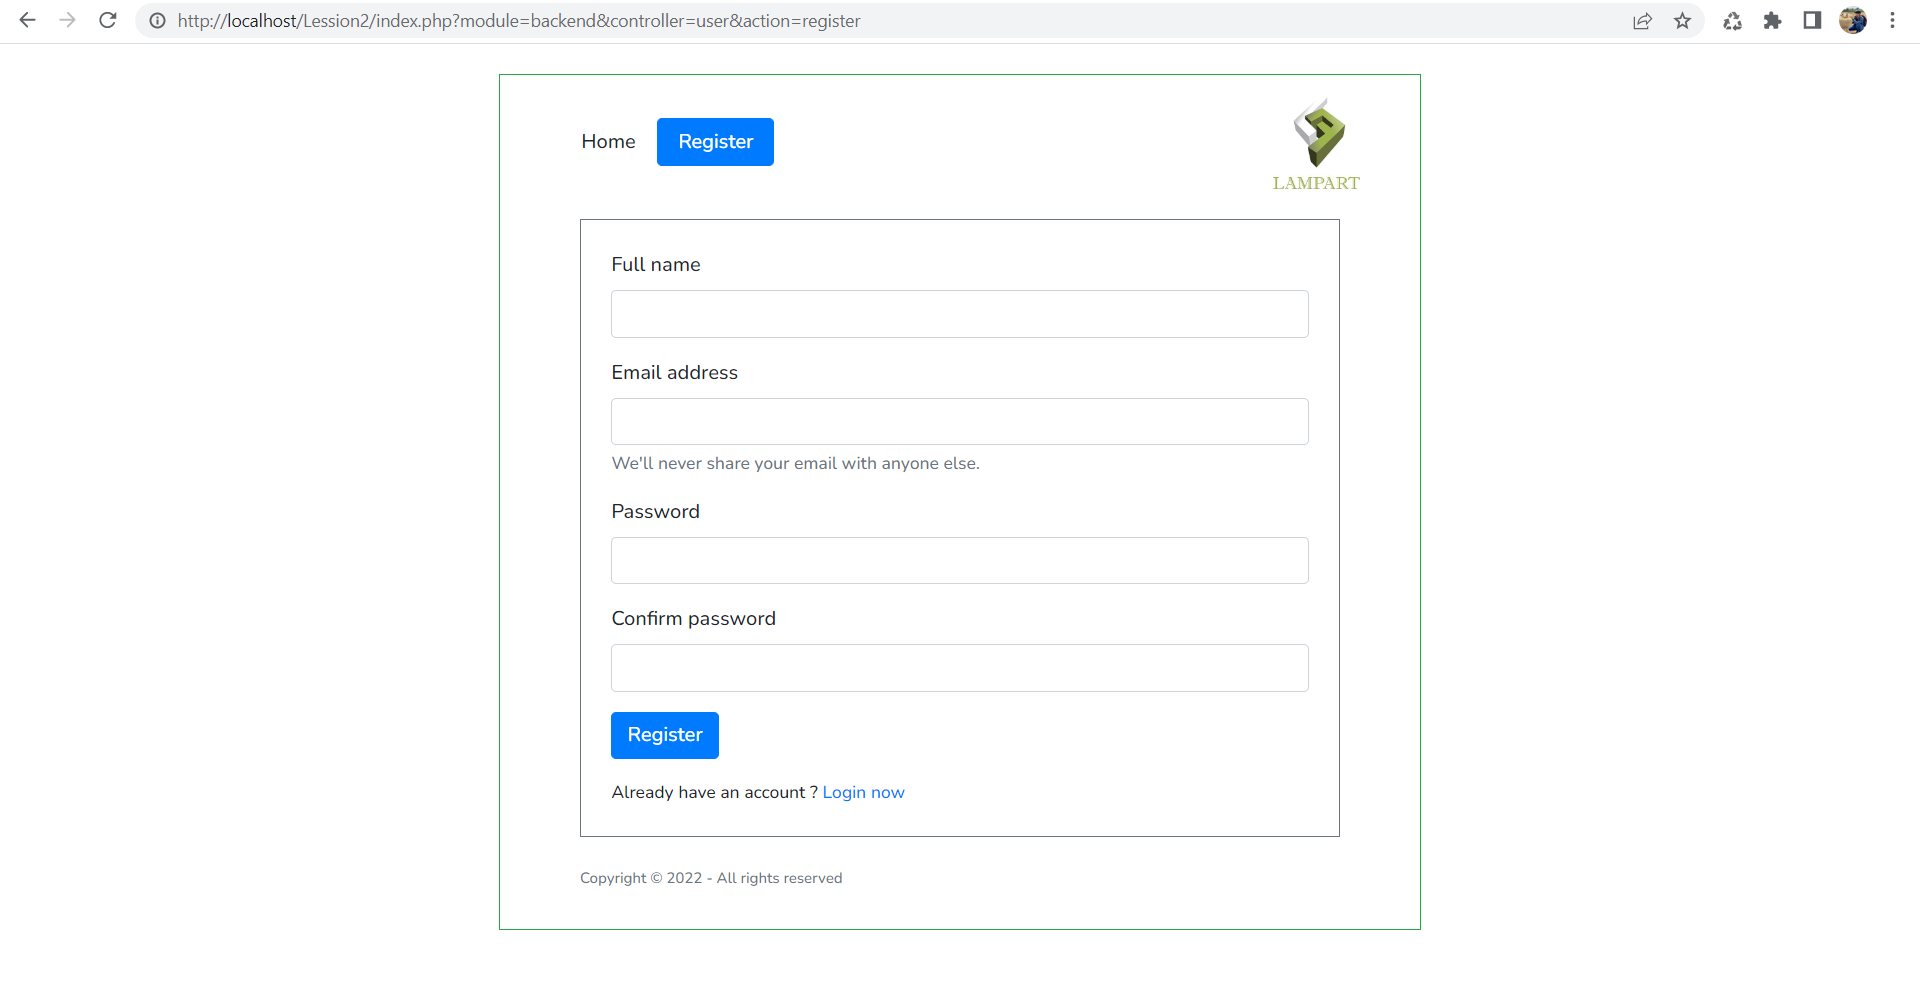 http://localhost/Lession2/index.php?module=backend&controller=user&action=register
Home Register
LAMPART
Full name
Email address
We'll never share your email with anyone else.
Password
Confirm password
Register
Already have an account ? Login now
Copyright © 2022 - All rights reserved